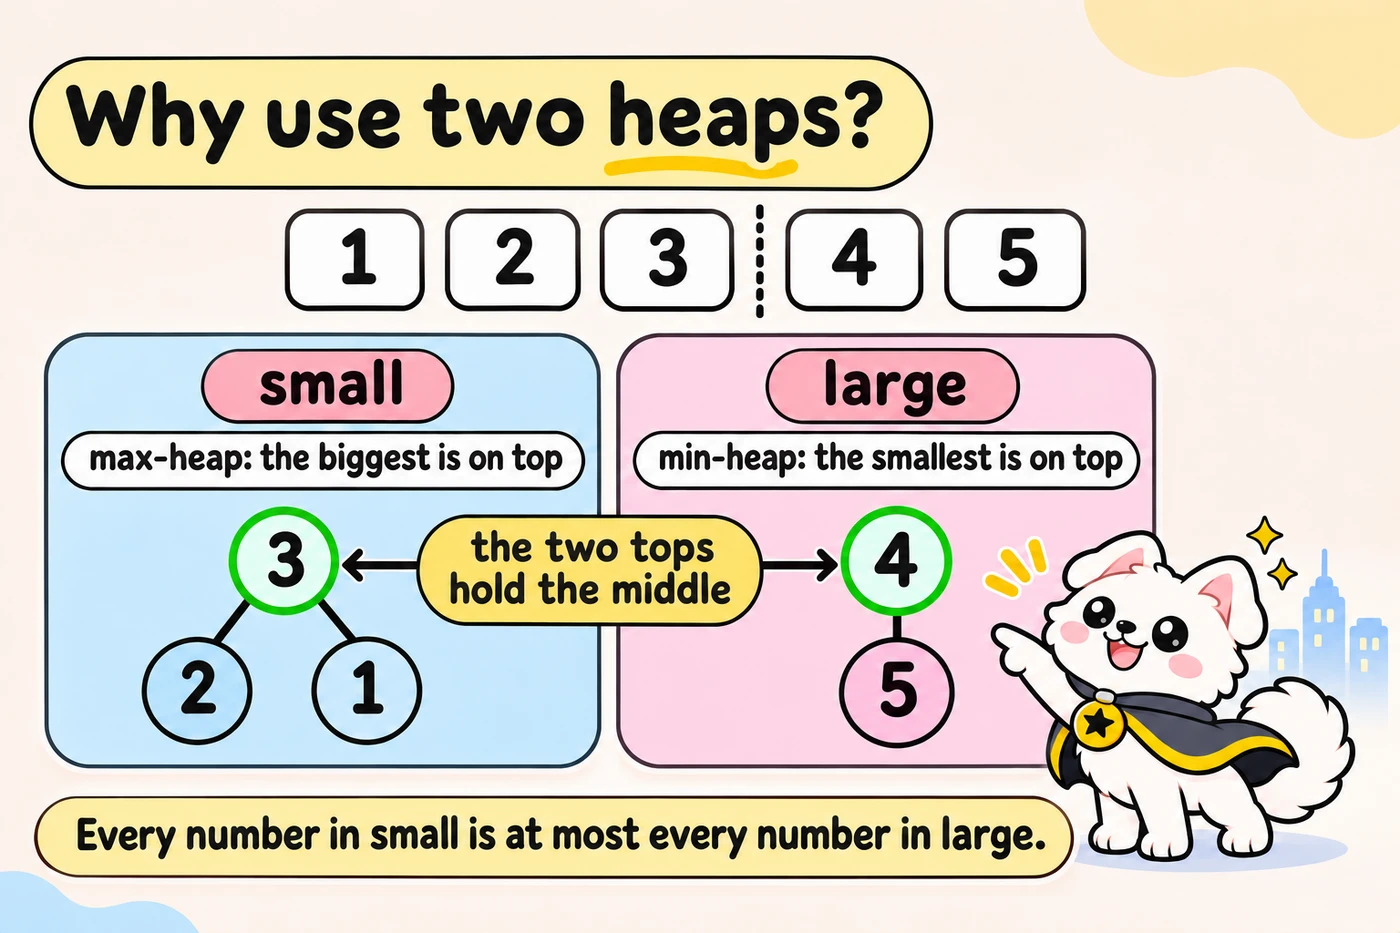 Why use two heaps?
1 2 3 4 5
small
max-heap: the biggest is on top
large
min-heap: the smallest is on top
3
the two tops
hold the middle
4
2 1
5
Every number in small is at most every number in large.